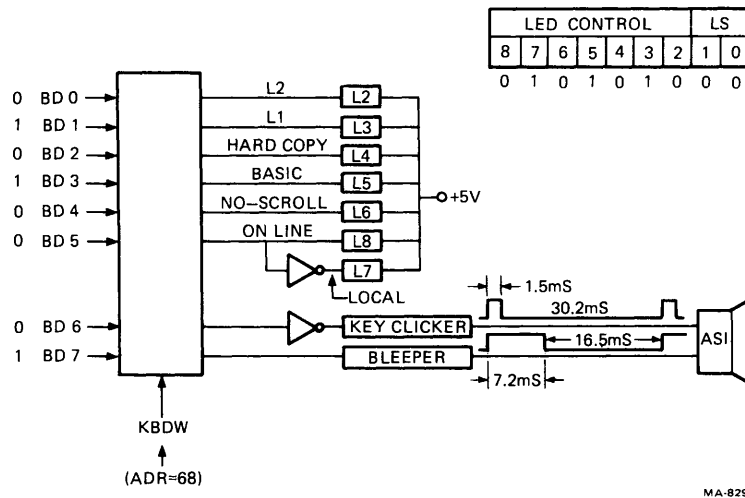 LED CONTROL LS
8 7 6 5 4 3 2 1 0
0 1 0 1 0 1 0 0 0
0 BD 0 L2 L2
1 BD 1 L1 L3
0 BD 2 HARD COPY L4
1 BD 3 BASIC L5
+5V
0 BD 4 NO-SCROLL L6
0 BD 5 ON LINE L8
L7
LOCAL
1.5mS
30.2mS
0 BD 6 KEY CLICKER
16.5mS
ASI
1 BD 7 BLEEPER
7.2mS
KBDW
(ADR=68)
MA-829